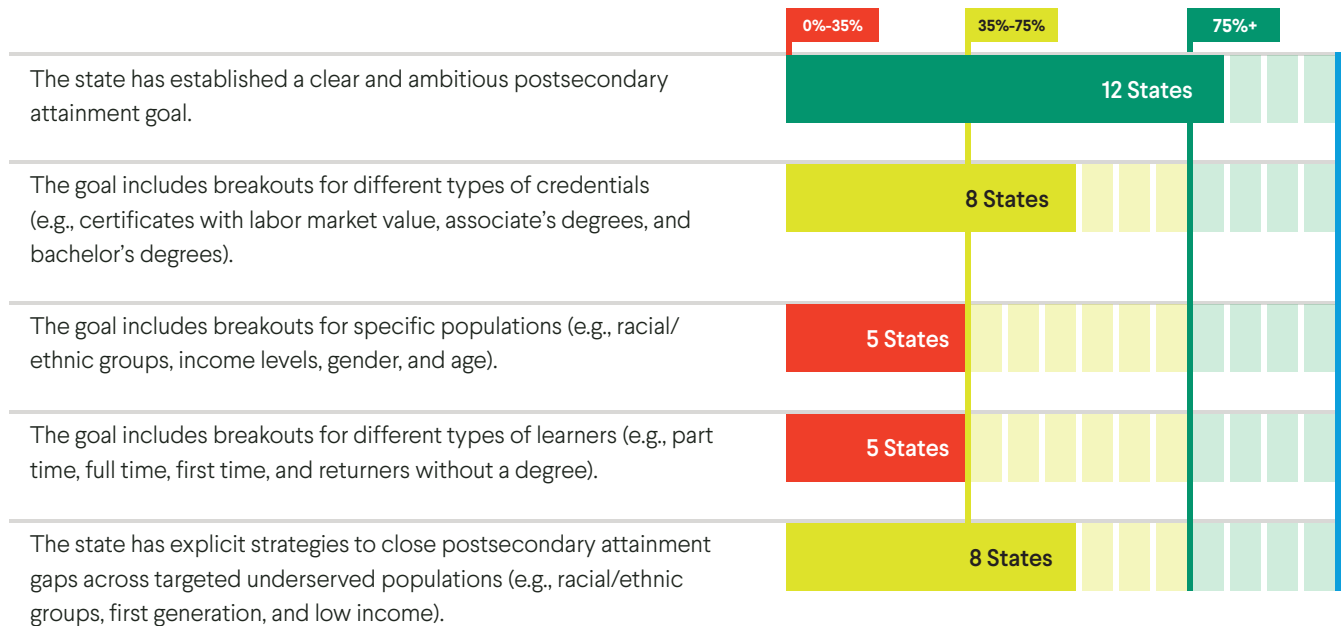 0%-35%
35%-75%
75%+
The state has established a clear and ambitious postsecondary
attainment goal.
12 States
The goal includes breakouts for different types of credentials
(e.g., certificates with labor market value, associate’s degrees, and
bachelor’s degrees).
8 States
The goal includes breakouts for specific populations (e.g., racial/
ethnic groups, income levels, gender, and age).
5 States
The goal includes breakouts for different types of learners (e.g., part
time, full time, first time, and returners without a degree).
5 States
The state has explicit strategies to close postsecondary attainment
gaps across targeted underserved populations (e.g., racial/ethnic
groups, first generation, and low income).
8 States